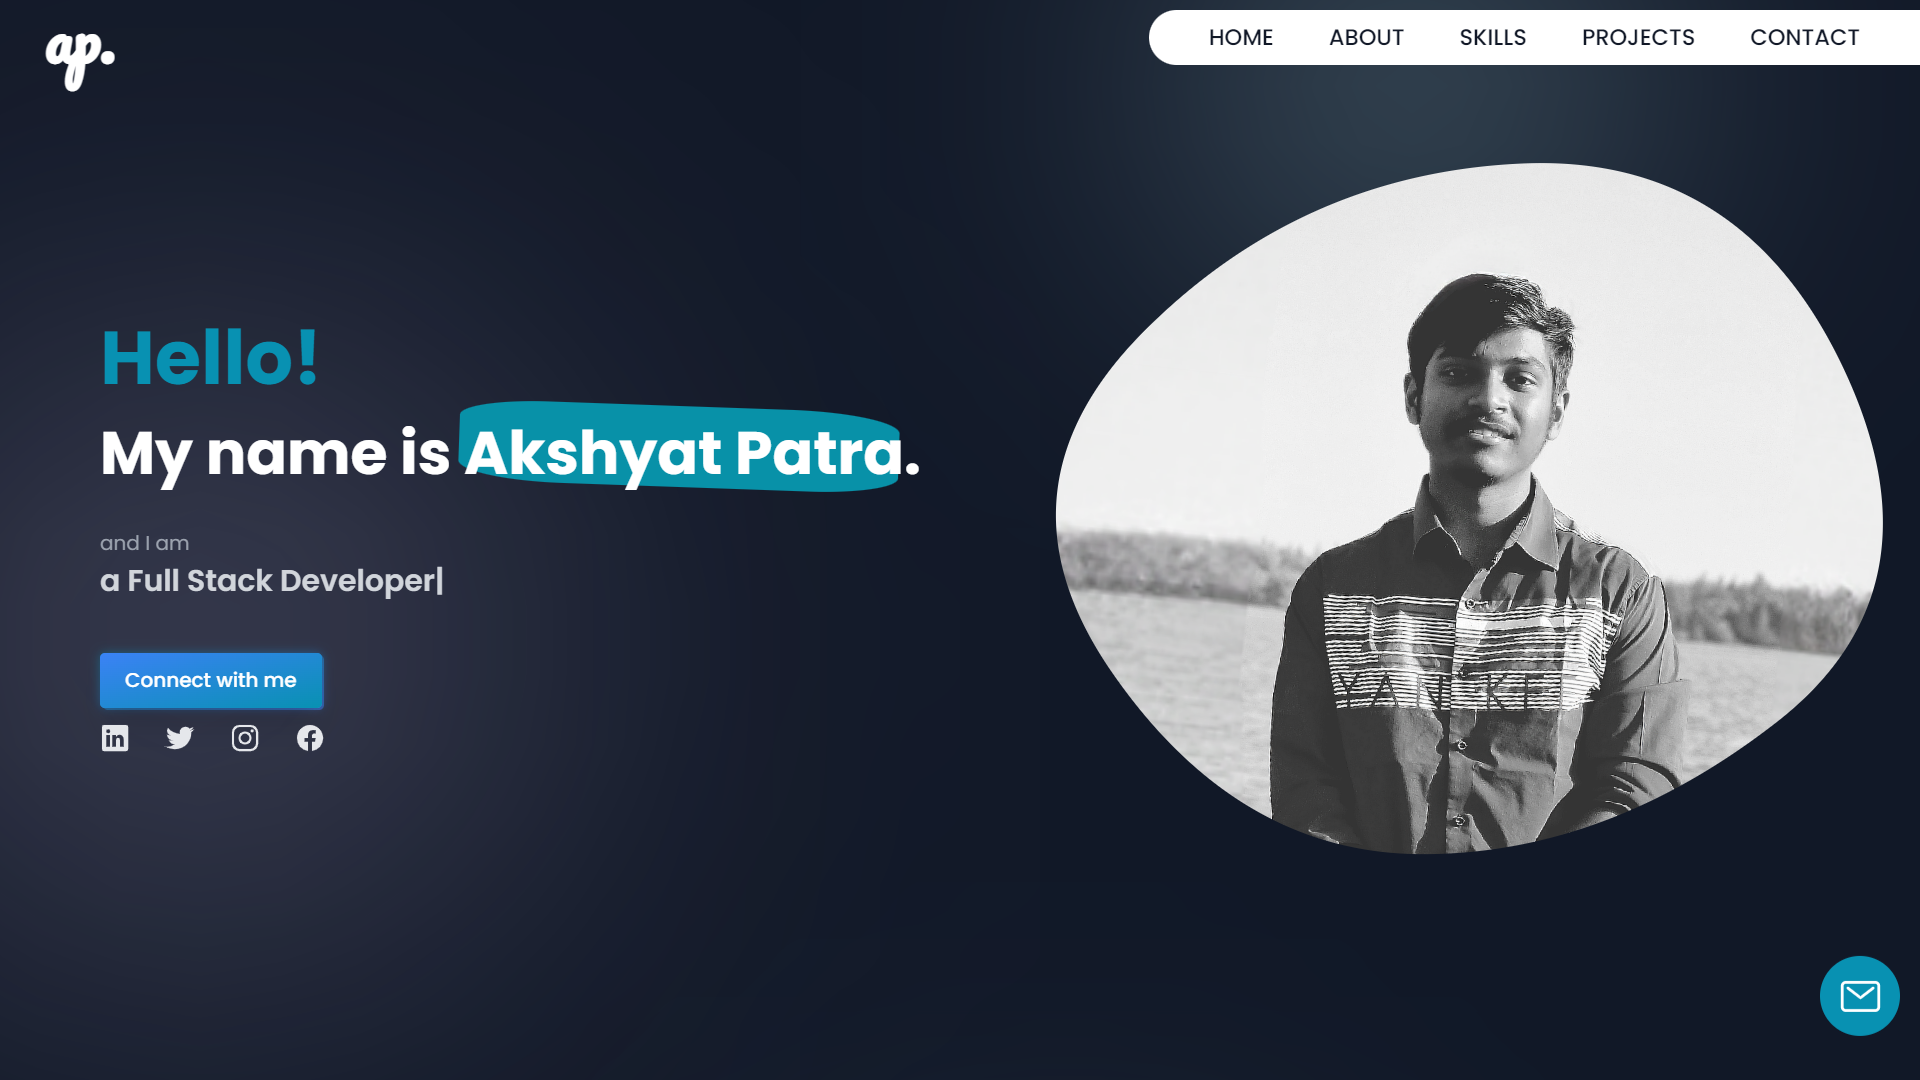 ap.
HOME ABOUT SKILLS PROJECTS CONTACT
Hello!
My name is Akshyat Patra.
and I am
a Full Stack Developer|
Connect with me